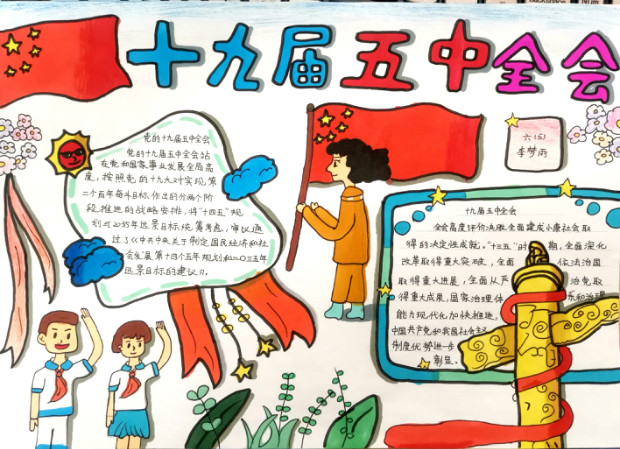 十九届五中全会
党的十九届五中全会
党的十九届五中全会站
在党和国家事业发展全局高
度,按照党的十九大对实现第
二个百年奋斗目标作出的分两个阶
段推进的战略安排,将“十四五”规
划与2035年远景目标统筹考虑,审议通
过了《中共中央关于制定国民经济和社
会发展第十四个五年规划和二〇三五年
远景目标的建议》。
六(5)
李梦雨
十九届五中全会
全会高度评价决胜全面建成小康社会取
得的决定性成就。“十三五”时期,全面深化
改革取得重大突破,全面依法治国
取得重大进展,全面从严治党取
得重大成果,国家治理体系和治理
能力现代化加快推进,
中国共产党和我国社会主
制度优势进一步
彰显。